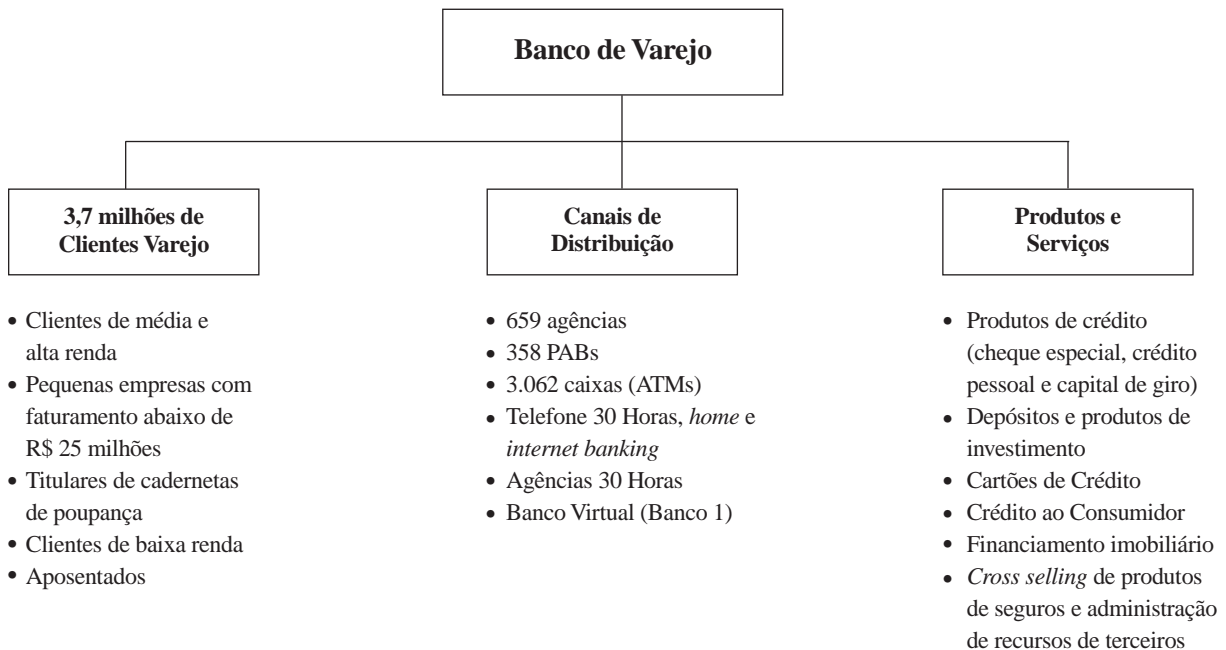 Banco de Varejo
3,7 milhões de
Clientes Varejo
• Clientes de média e
alta renda
• Pequenas empresas com
faturamento abaixo de
R$ 25 milhões
• Titulares de cadernetas
de poupança
• Clientes de baixa renda
• Aposentados
Canais de
Distribuição
• 659 agências
• 358 PABs
• 3.062 caixas (ATMs)
• Telefone 30 Horas, home e
internet banking
• Agências 30 Horas
• Banco Virtual (Banco 1)
Produtos e
Serviços
• Produtos de crédito
(cheque especial, crédito
pessoal e capital de giro)
• Depósitos e produtos de
investimento
• Cartões de Crédito
• Crédito ao Consumidor
• Financiamento imobiliário
• Cross selling de produtos
de seguros e administração
de recursos de terceiros